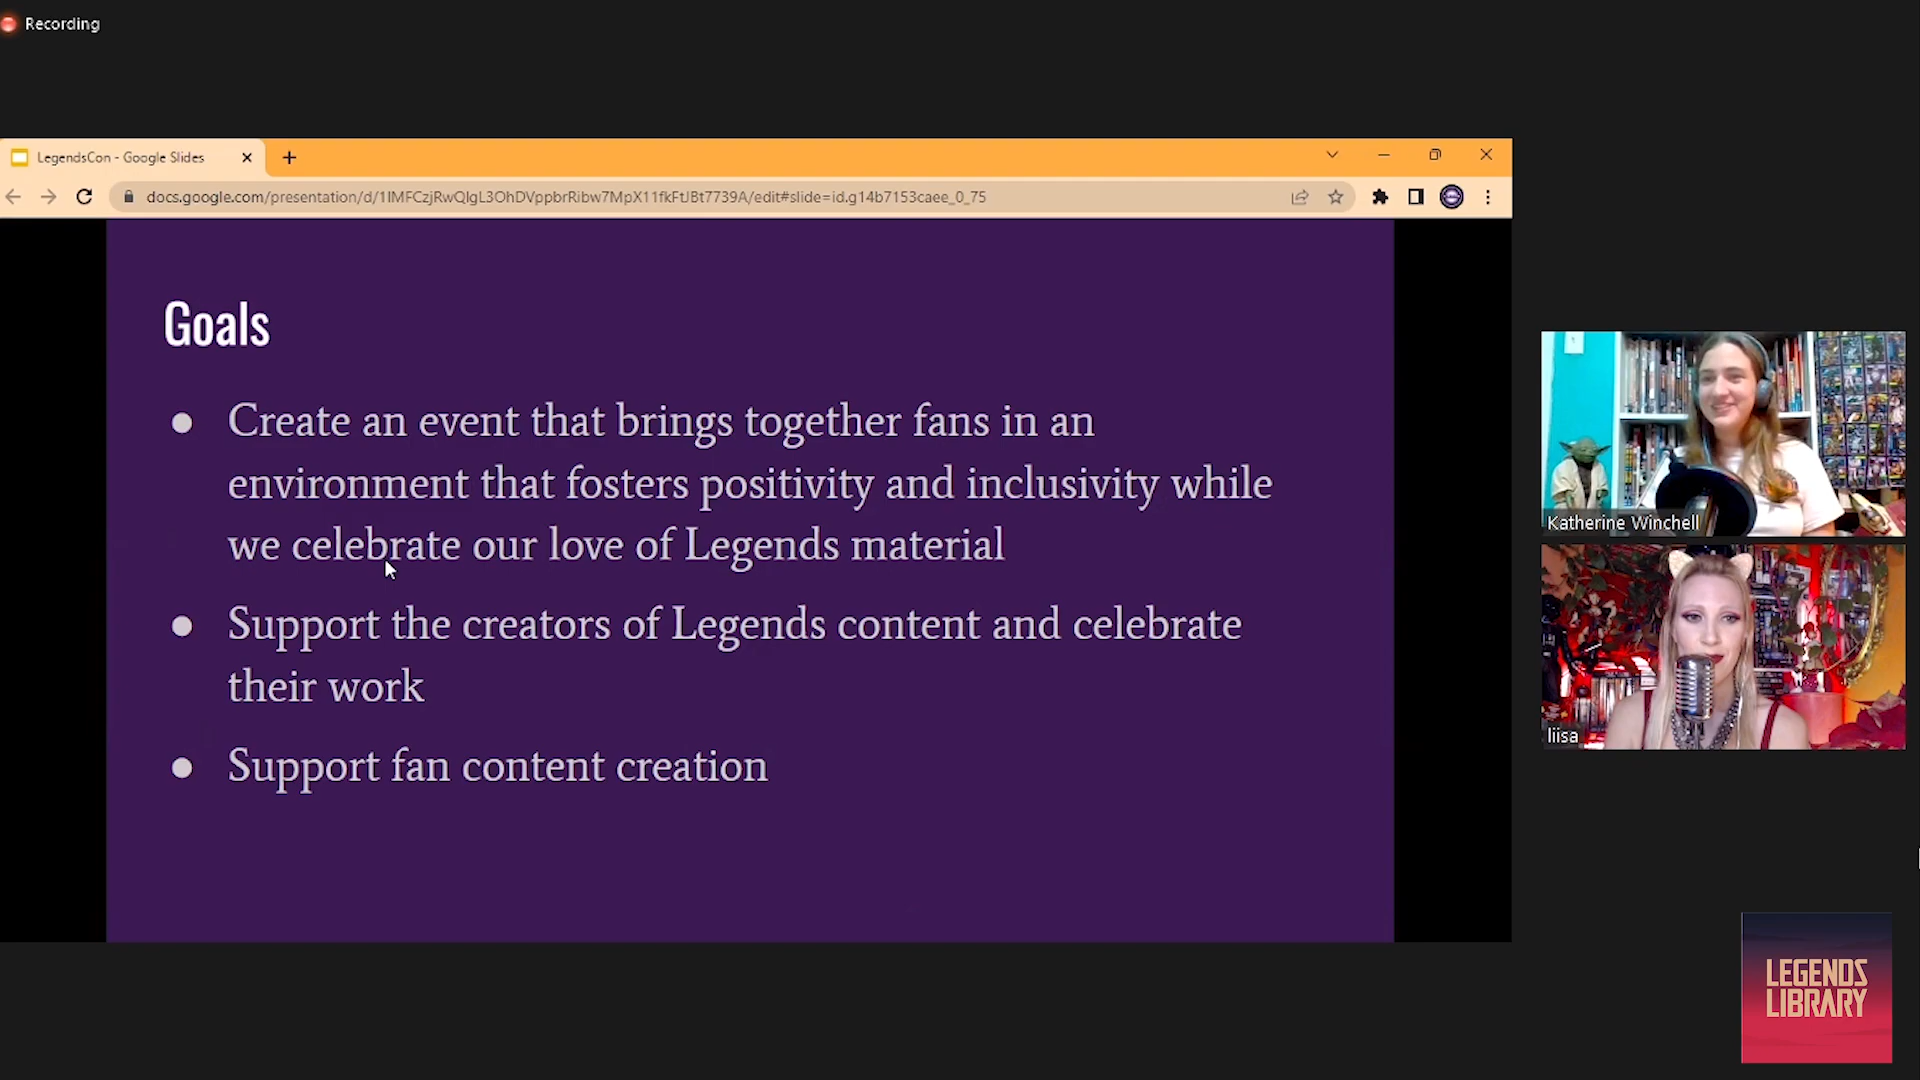 Recording
LegendsCon - Google Slides
docs.google.com/presentation/d/1IMFCzjRwQlgL3OhDVppbrRibw7MpX11fkFtJBt7739A/edit#slide=id.g14b7153caee_0_75
Goals
● Create an event that brings together fans in an
environment that fosters positivity and inclusivity while
we celebrate our love of Legends material
● Support the creators of Legends content and celebrate
their work
● Support fan content creation
Katherine Winchell
liisa
LEGENDS
LIBRARY